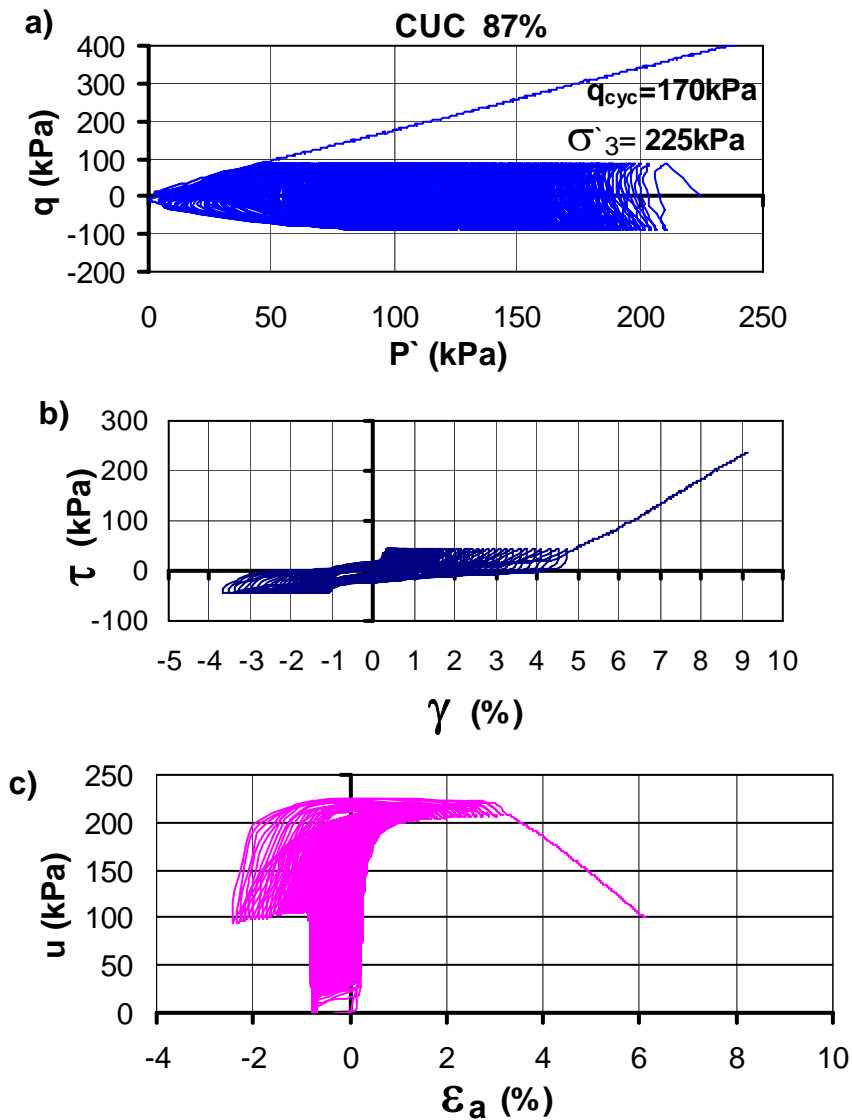 a)
CUC 87%
400
300
200
100
0
-100
-200
q (kPa)
qcyc=170kPa
σ`3= 225kPa
0 50 100 150 200 250
P` (kPa)
b)
300
200
100
0
-100
τ (kPa)
-5 -4 -3 -2 -1 0 1 2 3 4 5 6 7 8 9 10
γ (%)
c)
250
200
150
100
50
0
u (kPa)
-4 -2 0 2 4 6 8 10
εa (%)